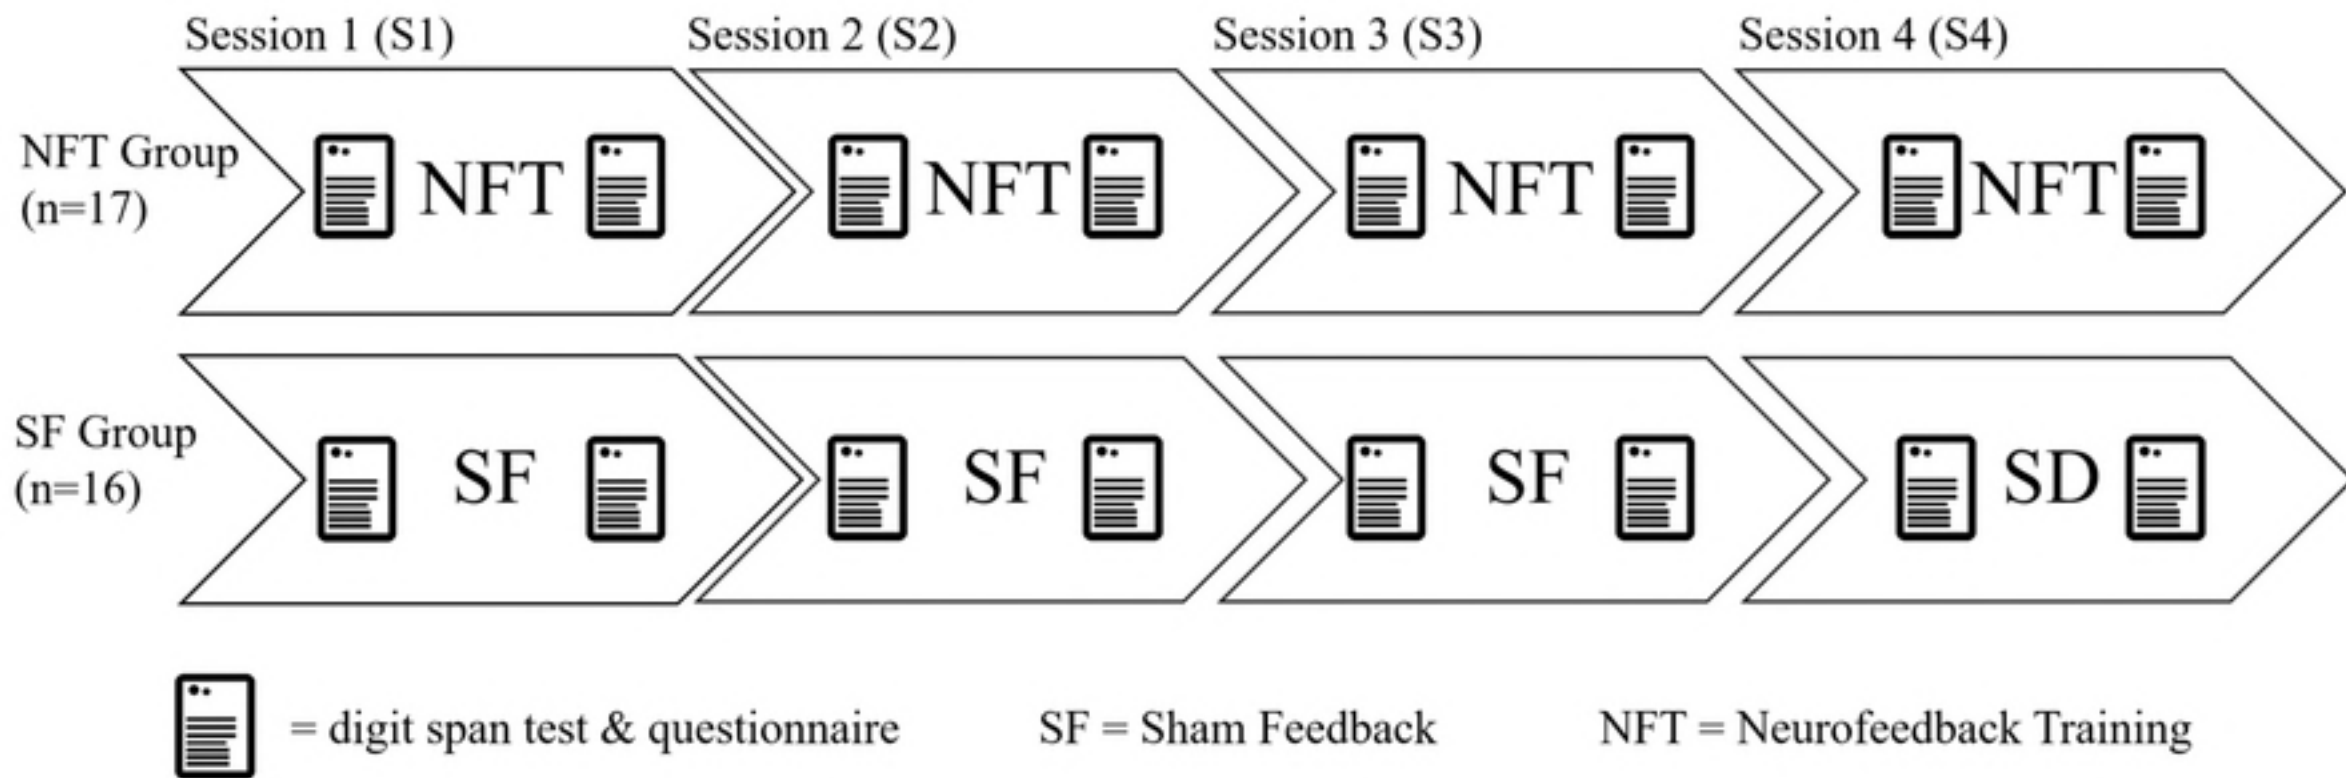 Session 1 (S1) Session 2 (S2) Session 3 (S3) Session 4 (S4)
NFT Group
(n=17)
NFT NFT NFT NFT
SF Group
(n=16)
SF SF SF SD
= digit span test & questionnaire SF = Sham Feedback NFT = Neurofeedback Training